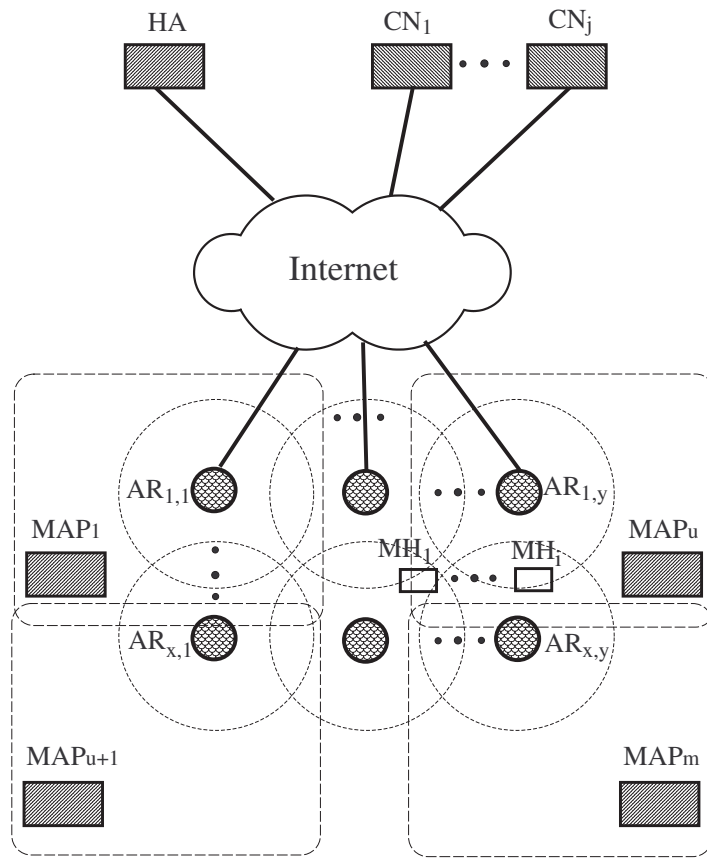 HA
CN1
CNj
Internet
AR1,1
AR1,y
MAP1
MH1
MHi
MAPu
ARx,1
ARx,y
MAPu+1
MAPm